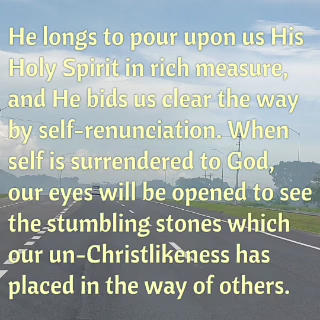 He longs to pour upon us His
Holy Spirit in rich measure,
and He bids us clear the way
by self-renunciation. When
self is surrendered to God,
our eyes will be opened to see
the stumbling stones which
our un-Christlikeness has
placed in the way of others.